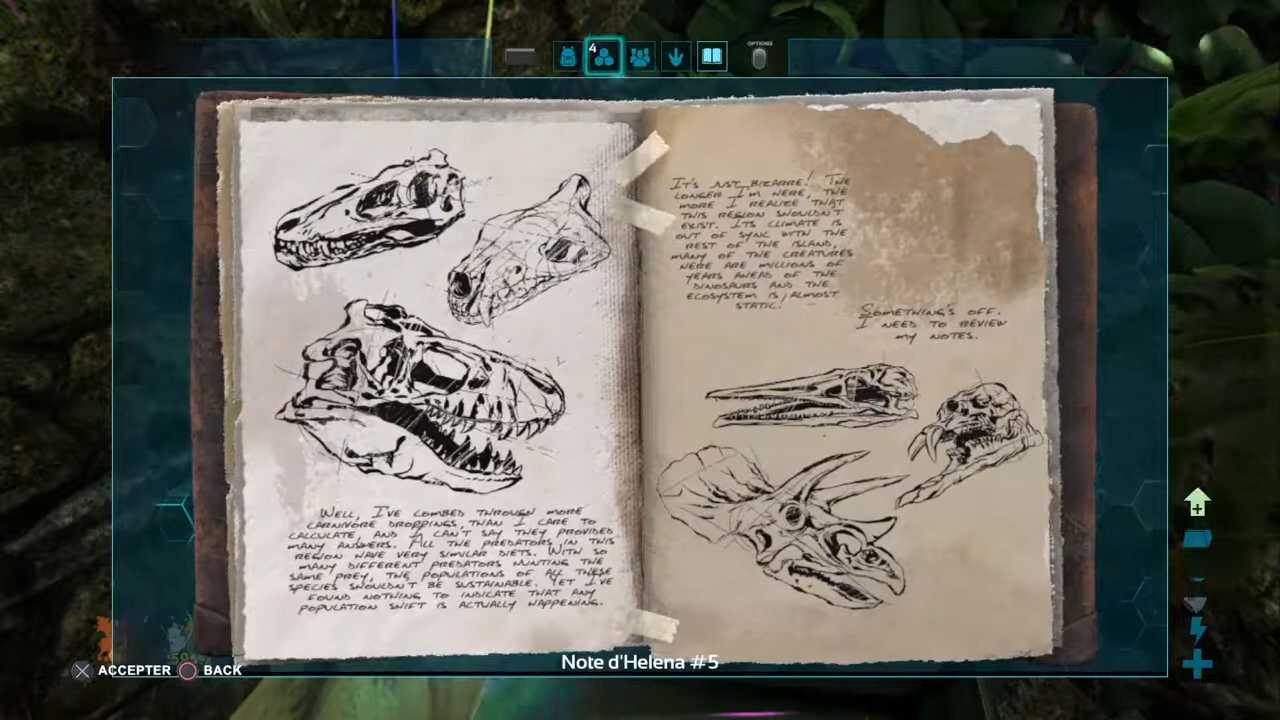 4
OPTIONS
IT'S JUST BIZARRE! THE
LONGER I'M HERE, THE
MORE I REALIZE THAT
THIS REGION SHOULDN'T
EXIST. ITS CLIMATE IS
OUT OF SYNC WITH THE
REST OF THE ISLAND,
MANY OF THE CREATURES
HERE ARE MILLIONS OF
YEARS AHEAD OF THE
DINOSAURS AND THE
ECOSYSTEM IS ALMOST
STATIC!
SOMETHING'S OFF.
I NEED TO REVIEW
MY NOTES.
WELL, I'VE COMBED THROUGH MORE
CARNIVORE DROPPINGS, THAN I CARE TO
CALCULATE, AND I CAN'T SAY THEY PROVIDED
MANY ANSWERS. ALL THE PREDATORS IN THIS
REGION HAVE VERY SIMILAR DIETS. WITH SO
MANY DIFFERENT PREDATORS HUNTING THE
SAME PREY, THE POPULATIONS OF ALL THESE
SPECIES SHOULDN'T BE SUSTAINABLE. YET I'VE
FOUND NOTHING TO INDICATE THAT ANY
POPULATION SHIFT IS ACTUALLY HAPPENING.
Note d'Helena #5
ACCEPTER BACK